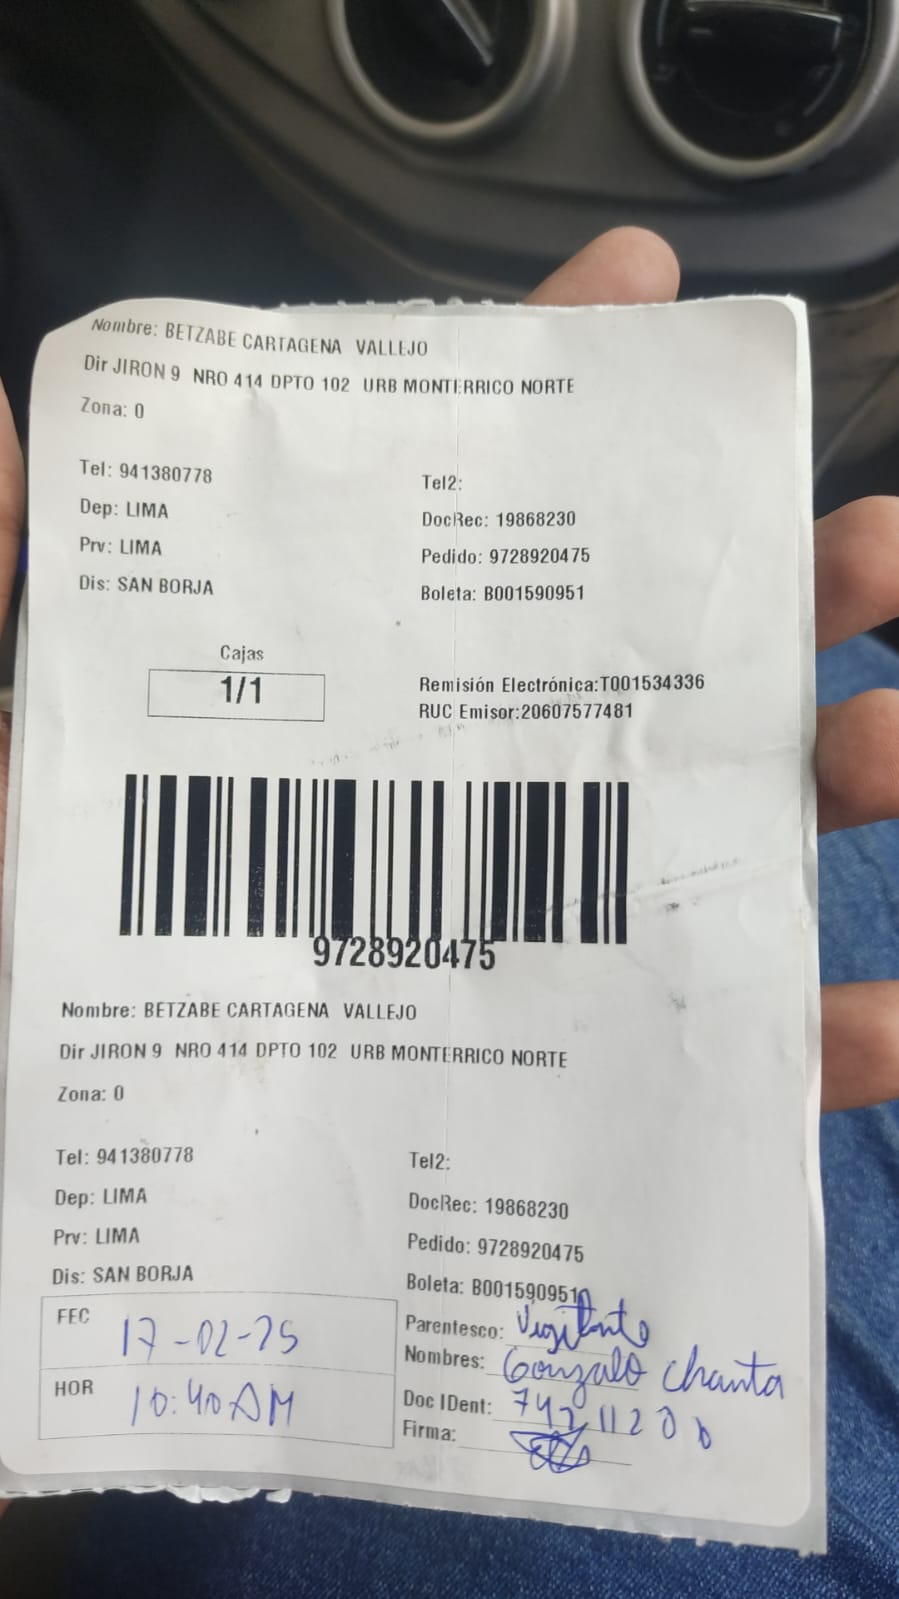 Nombre: BETZABE CARTAGENA VALLEJO
Dir JIRON 9 NRO 414 DPTO 102 URB MONTERRICO NORTE
Zona: 0
Tel: 941380778 Tel2:
Dep: LIMA DocRec: 19868230
Prv: LIMA Pedido: 9728920475
Dis: SAN BORJA Boleta: B001590951
Cajas
1/1
Remisión Electrónica:T001534336
RUC Emisor:20607577481
9728920475
Nombre: BETZABE CARTAGENA VALLEJO
Dir JIRON 9 NRO 414 DPTO 102 URB MONTERRICO NORTE
Zona: 0
Tel: 941380778 Tel2:
Dep: LIMA DocRec: 19868230
Prv: LIMA Pedido: 9728920475
Dis: SAN BORJA Boleta: B001590951
FEC 17-02-25 Parentesco: Vigilante
Nombres: Gonzalo Chanta
HOR 10:40 AM Doc IDent:
Firma: